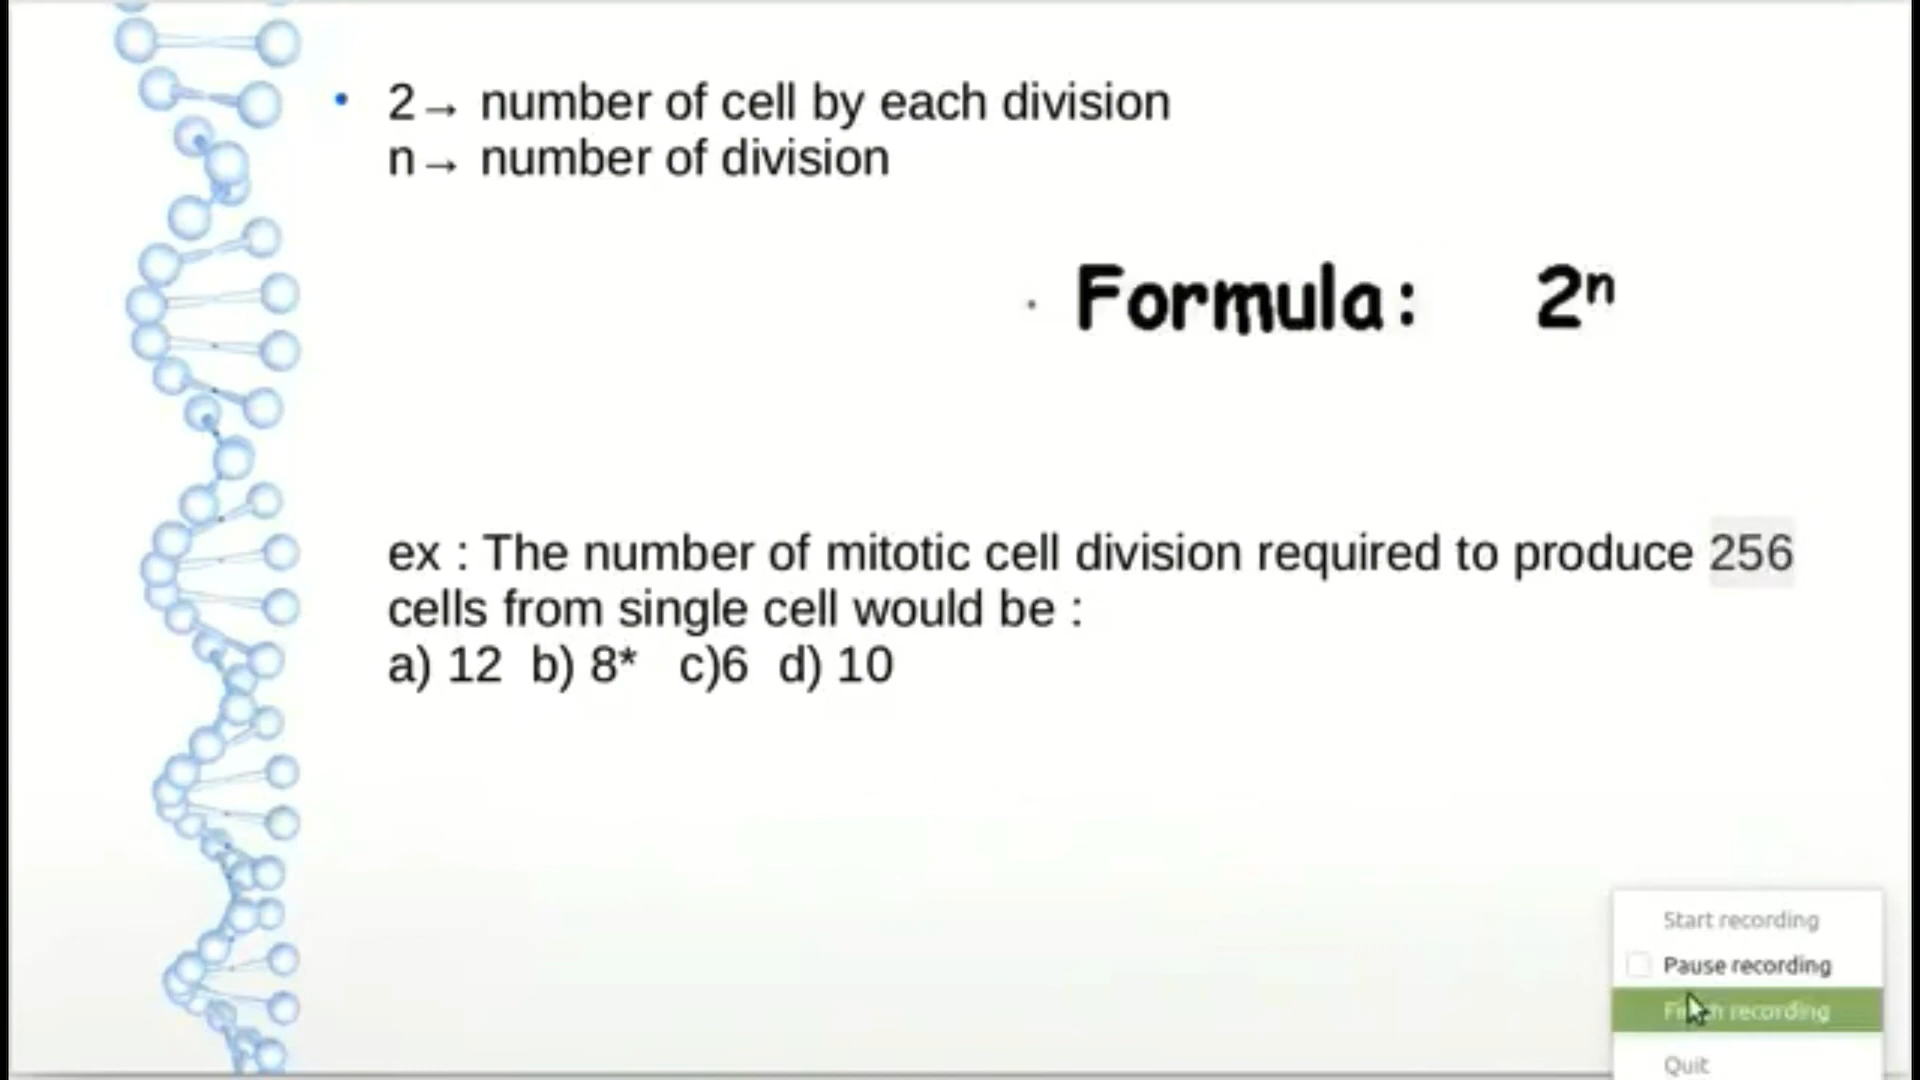 • 2→ number of cell by each division
n→ number of division
Formula: 2ⁿ
ex : The number of mitotic cell division required to produce 256
cells from single cell would be :
a) 12 b) 8* c)6 d) 10
Start recording
Pause recording
Finish recording
Quit